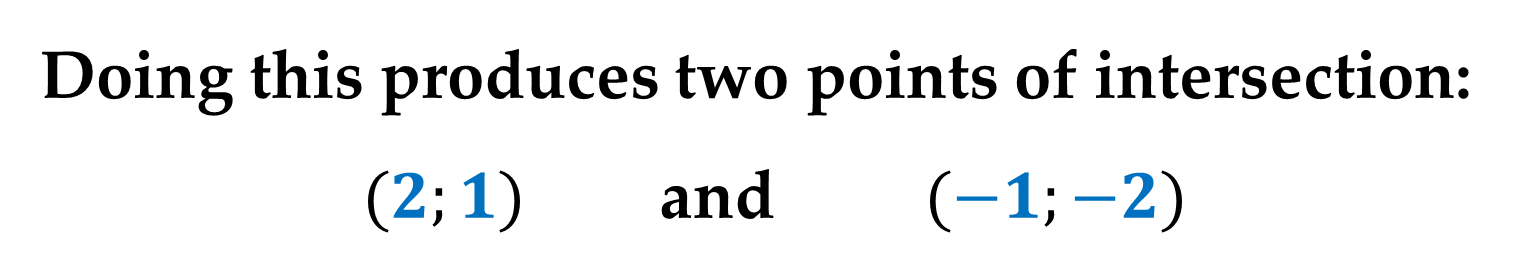 Doing this produces two points of intersection:
(2; 1) and (−1; −2)